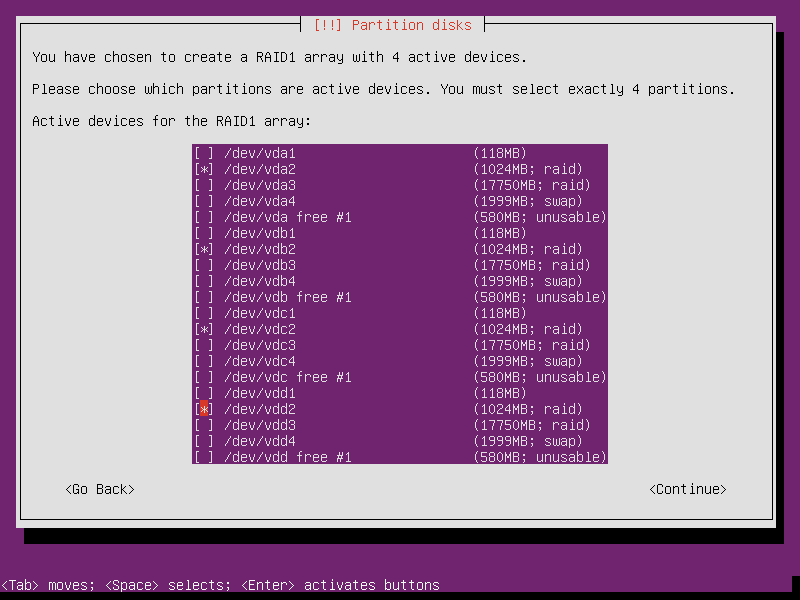 [!!] Partition disks
You have chosen to create a RAID1 array with 4 active devices.
Please choose which partitions are active devices. You must select exactly 4 partitions.
Active devices for the RAID1 array:
[ ] /dev/vda1 (118MB)
[*] /dev/vda2 (1024MB; raid)
[ ] /dev/vda3 (17750MB; raid)
[ ] /dev/vda4 (1999MB; swap)
[ ] /dev/vda free #1 (580MB; unusable)
[ ] /dev/vdb1 (118MB)
[*] /dev/vdb2 (1024MB; raid)
[ ] /dev/vdb3 (17750MB; raid)
[ ] /dev/vdb4 (1999MB; swap)
[ ] /dev/vdb free #1 (580MB; unusable)
[ ] /dev/vdc1 (118MB)
[*] /dev/vdc2 (1024MB; raid)
[ ] /dev/vdc3 (17750MB; raid)
[ ] /dev/vdc4 (1999MB; swap)
[ ] /dev/vdc free #1 (580MB; unusable)
[ ] /dev/vdd1 (118MB)
[*] /dev/vdd2 (1024MB; raid)
[ ] /dev/vdd3 (17750MB; raid)
[ ] /dev/vdd4 (1999MB; swap)
[ ] /dev/vdd free #1 (580MB; unusable)
<Go Back> <Continue>
<Tab> moves; <Space> selects; <Enter> activates buttons